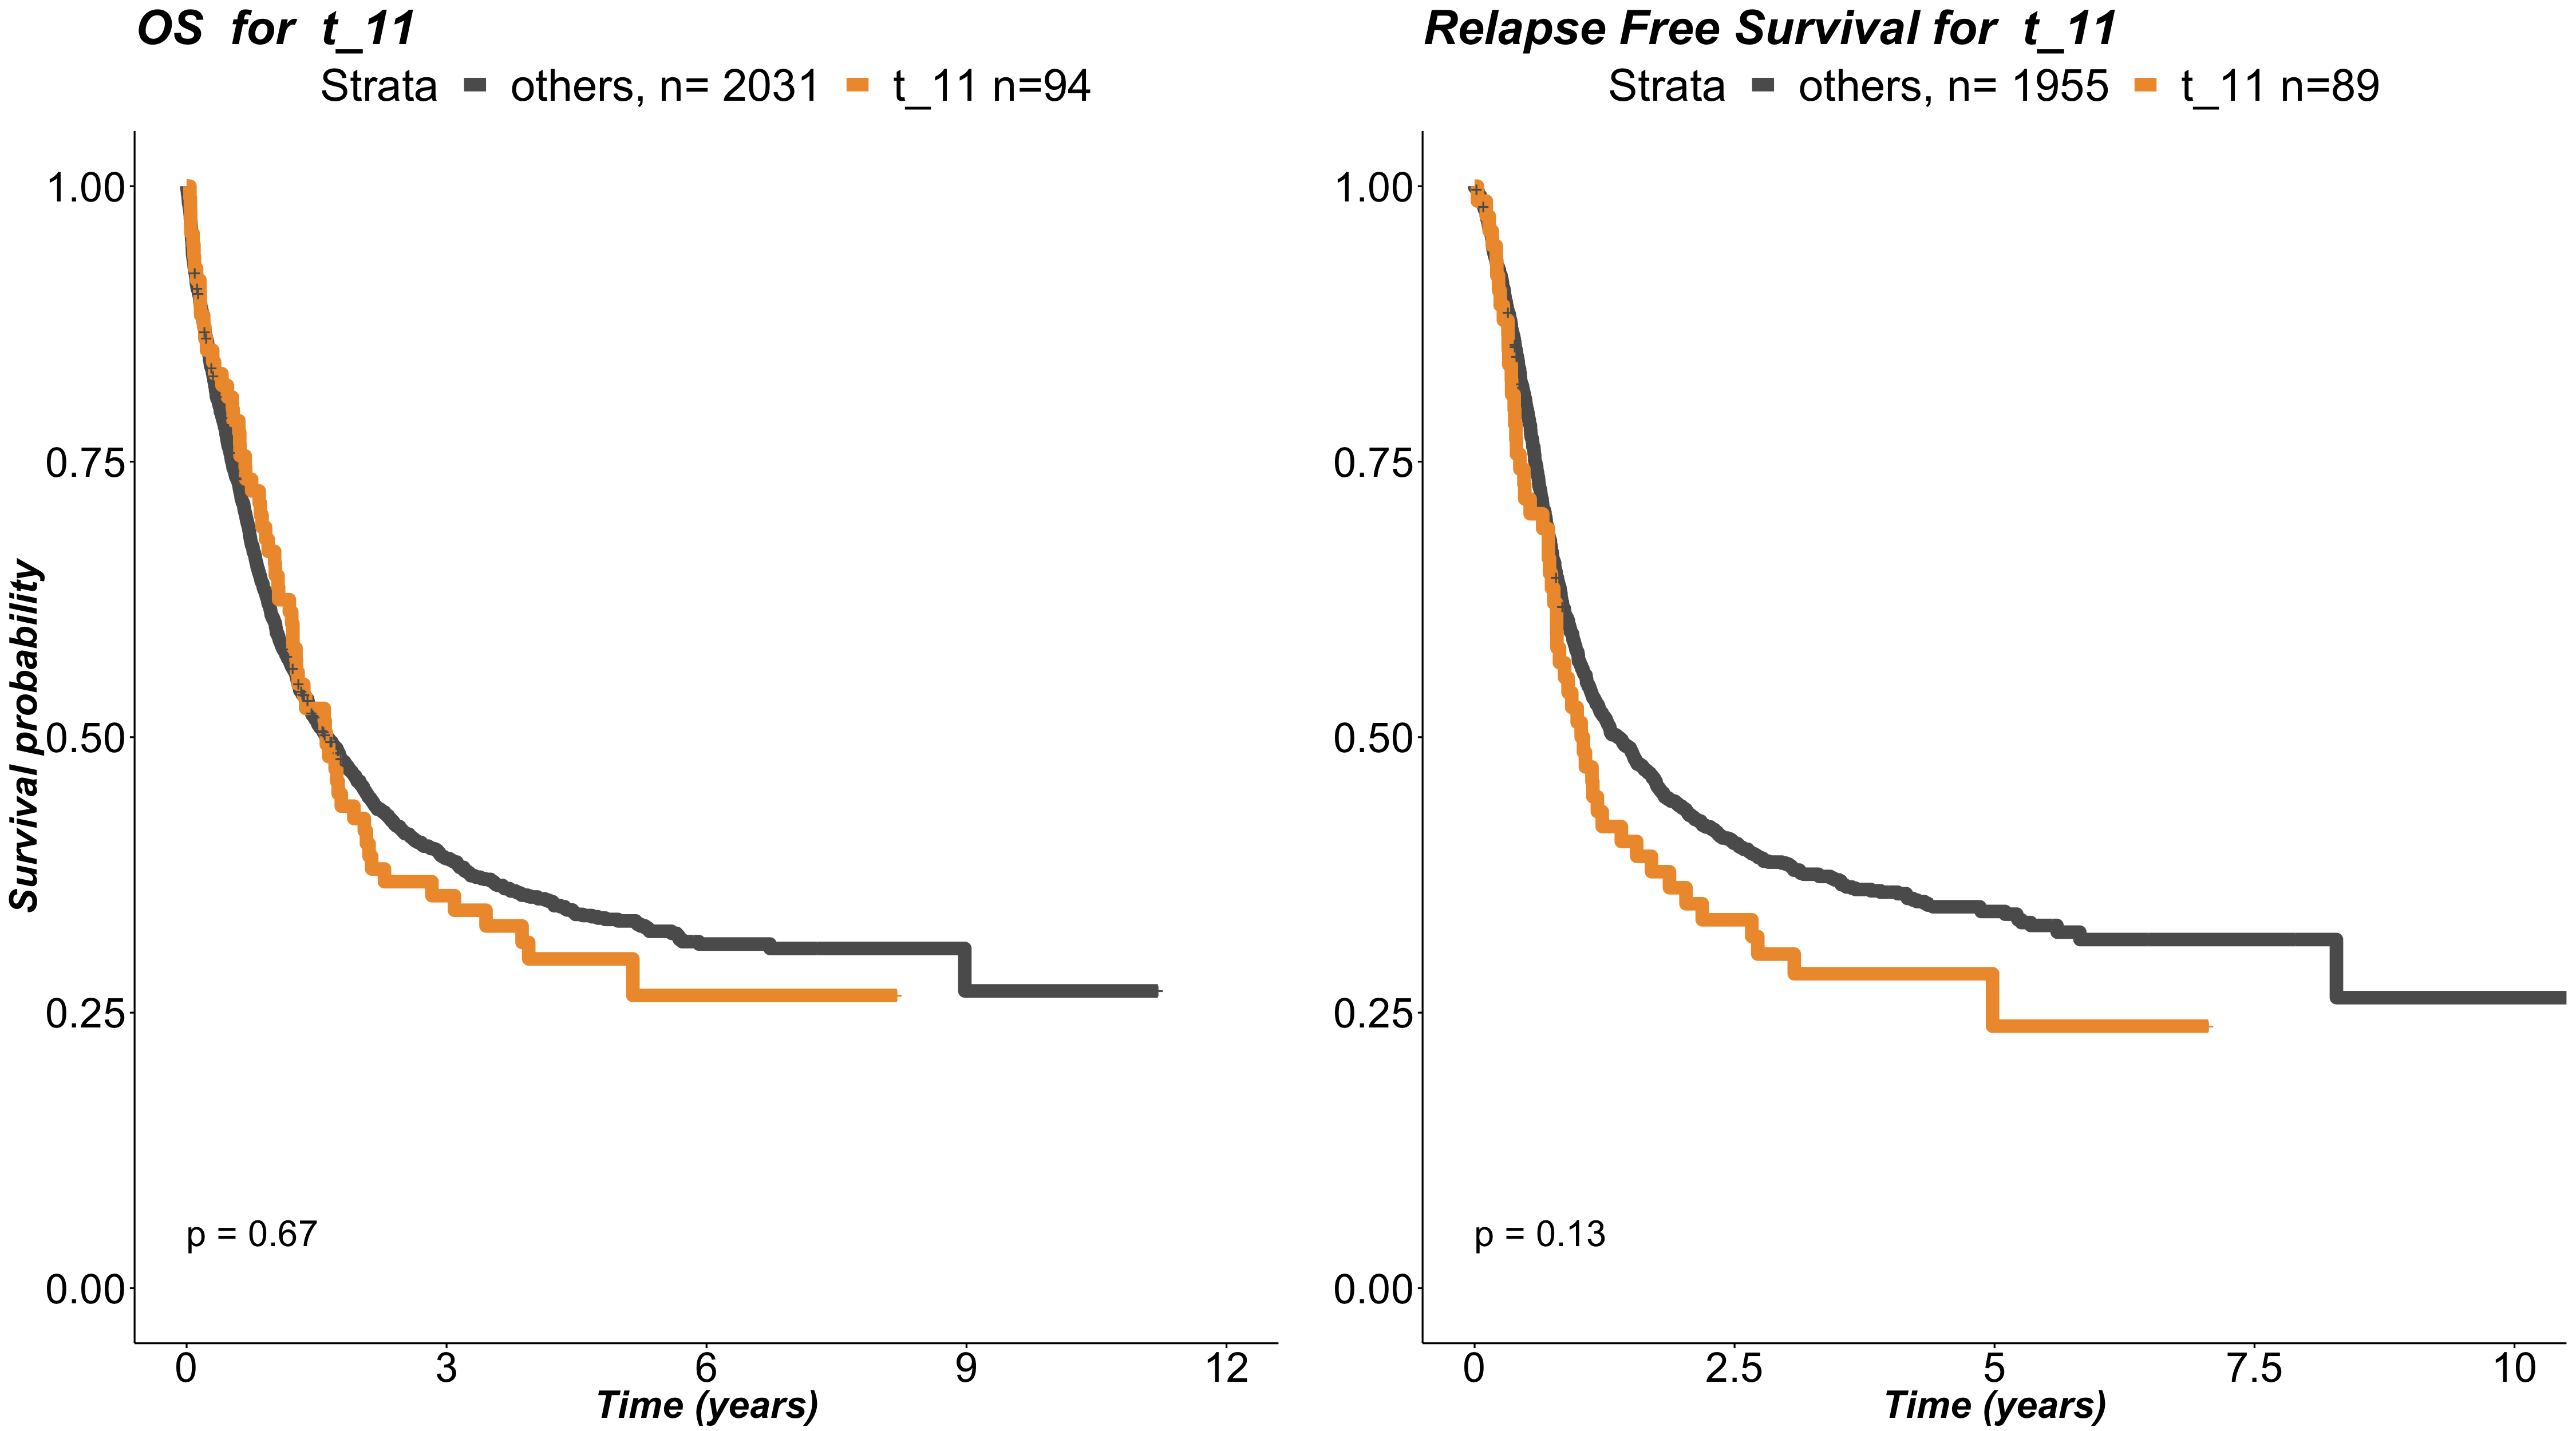 OS for t_11
Strata others, n= 2031 t_11 n=94
Survival probability
1.00
0.75
0.50
0.25
0.00
p = 0.67
0 3 6 9 12
Time (years)
Relapse Free Survival for t_11
Strata others, n= 1955 t_11 n=89
1.00
0.75
0.50
0.25
0.00
p = 0.13
0 2.5 5 7.5 10
Time (years)